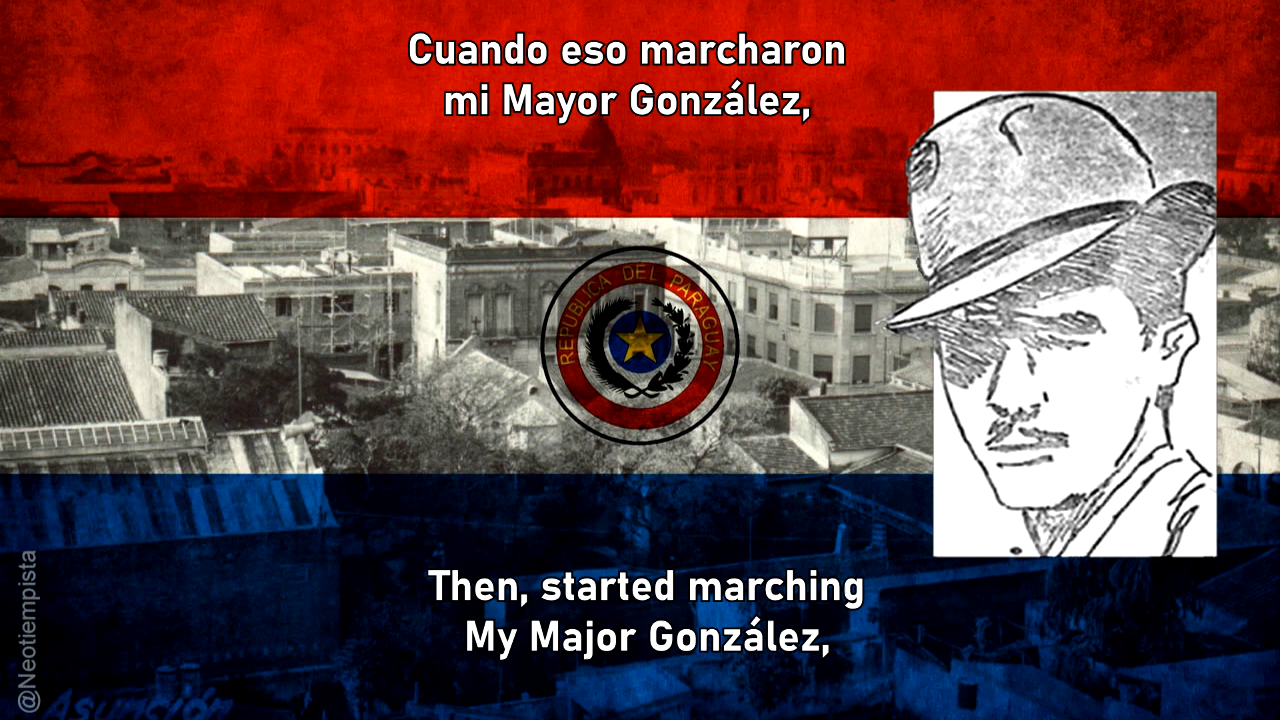 Cuando eso marcharon
mi Mayor González,
REPUBLICA DEL PARAGUAY
Then, started marching
My Major González,
@Neotiempista
Asunción